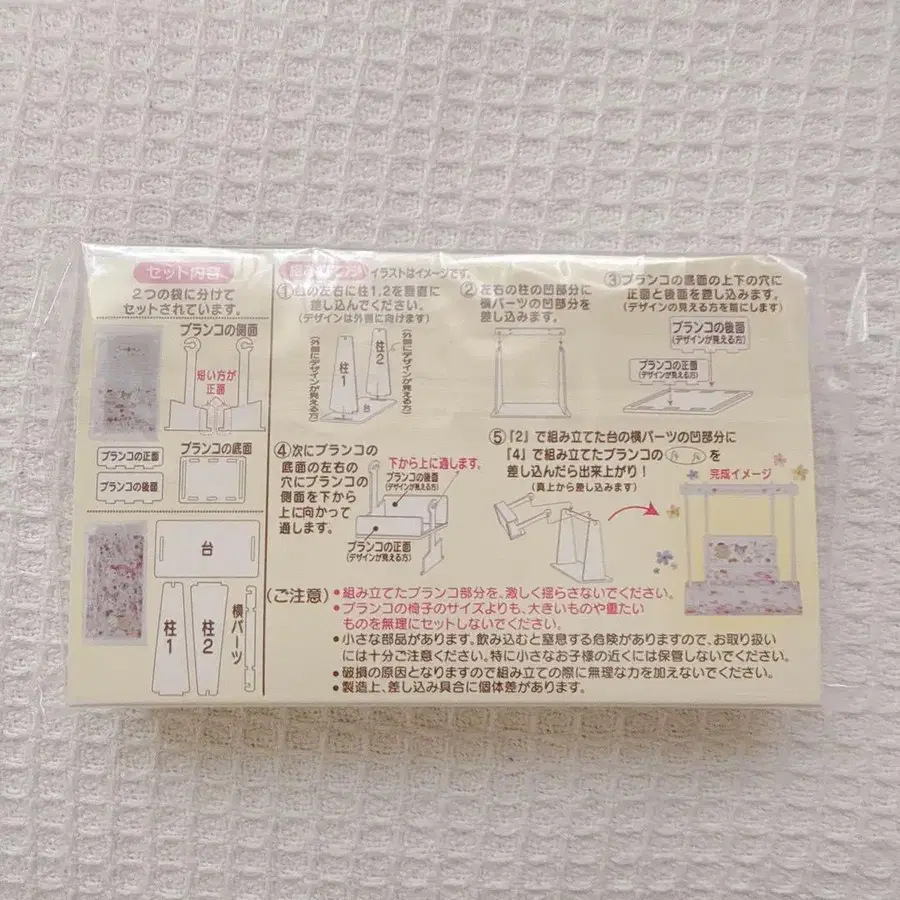 セット内容
2つの袋に分けて
セットされています。
ブランコの側面
短い方が
正面
ブランコの正面
ブランコの後面
ブランコの底面
台
柱1
柱2
横パーツ
イラストはイメージです。
①台の左右に柱1.2を垂直に
差し込んでください。
(デザインは外側に向けます)
(外側にデザインが見える方)
柱1
柱2
台
(外側にデザインが見える方)
②左右の柱の凹部分に
横パーツの凹部分を
差し込みます。
③ブランコの底面の上下の穴に
正面と後面を差し込みます。
(デザインの見える方を前にします)
ブランコの後面
(デザインが見える方)
ブランコの正面
(デザインが見える方)
④次にブランコの
底面の左右の
穴にブランコの
側面を下から
上に向かって
通します。
下から上に通します。
ブランコの後面
(デザインが見える方)
ブランコの正面
(デザインが見える方)
⑤「2」で組み立てた台の横パーツの凹部分に
「4」で組み立てたブランコの を
差し込んだら出来上がり!
(真上から差し込みます)
完成イメージ
(ご注意)
●組み立てたブランコ部分を、激しく揺らさないでください。
●ブランコの椅子のサイズよりも、大きいものや重たい
ものを無理にセットしないでください。
●小さな部品があります。飲み込むと窒息する危険がありますので、お取り扱い
には十分ご注意ください。特に小さなお子様の近くには保管しないでください。
●破損の原因となりますので組み立ての際に無理な力を加えないでください。
●製造上、差し込み具合に個体差があります。